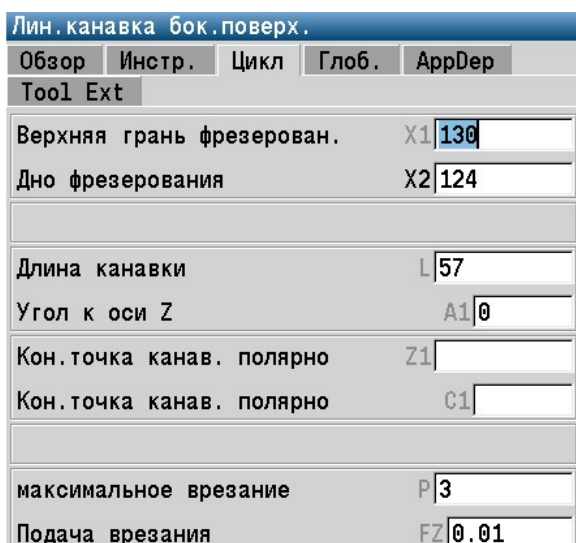 Лин.канавка бок.поверх.
Обзор Инстр. Цикл Глоб. AppDep
Tool Ext
Верхняя грань фрезерован. X1 130
Дно фрезерования X2 124
Длина канавки L 57
Угол к оси Z A1 0
Кон.точка канав. полярно Z1
Кон.точка канав. полярно C1
максимальное врезание P 3
Подача врезания FZ 0.01